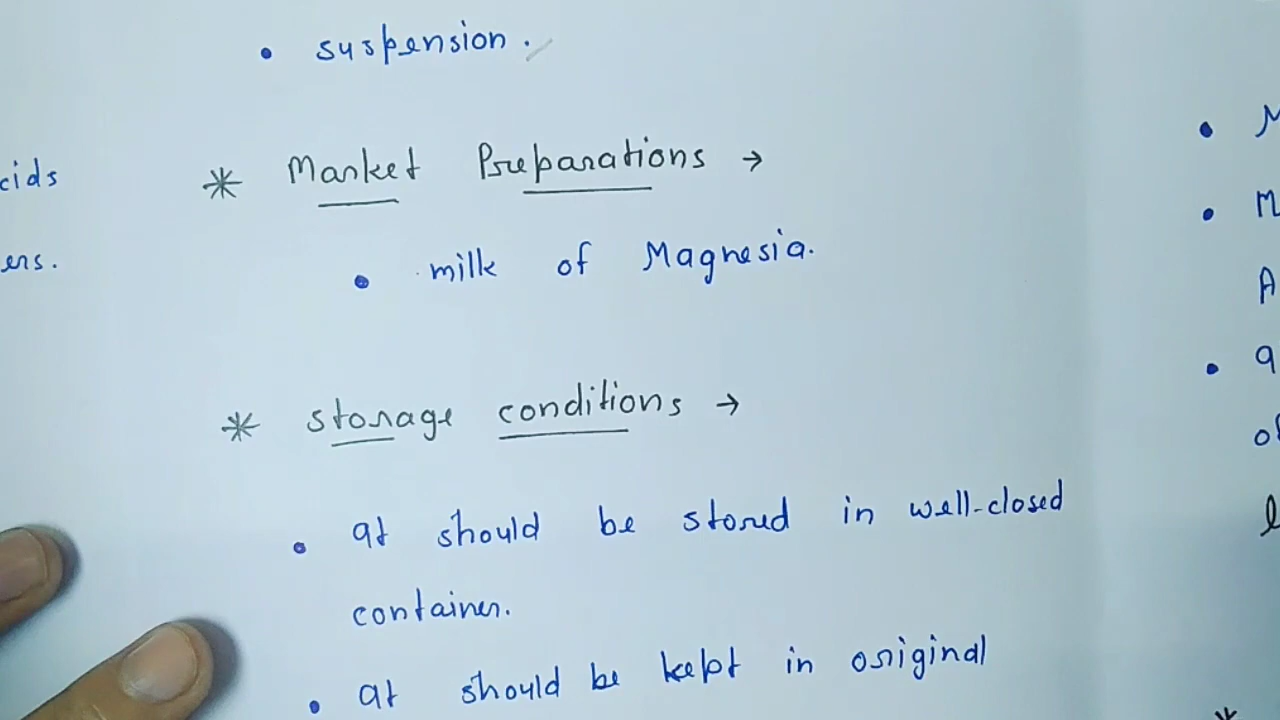 • suspension.
cids
* Market Preparations →
ers.
• milk of Magnesia.
* Storage conditions →
• It should be stored in well-closed
container.
• It should be kept in original